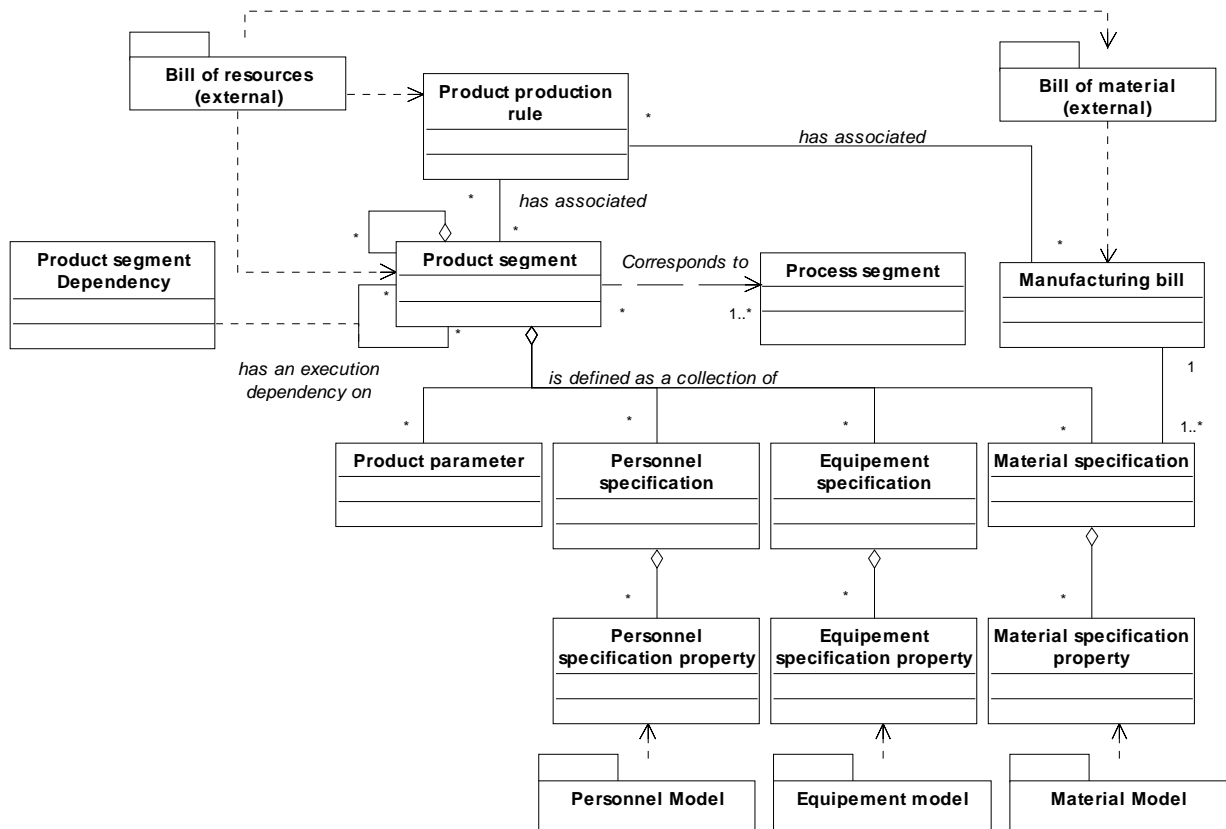 Bill of resources
(external)
Bill of material
(external)
Product production
rule
*
has associated
*
has associated
*
*
*
Product segment
Dependency
Product segment
Corresponds to
Process segment
Manufacturing bill
*
*
*
1..*
has an execution
dependency on
is defined as a collection of
1
*
*
*
*
1..*
Product parameter
Personnel
specification
Equipement
specification
Material specification
*
*
*
Personnel
specification property
Equipement
specification property
Material specification
property
Personnel Model
Equipement model
Material Model